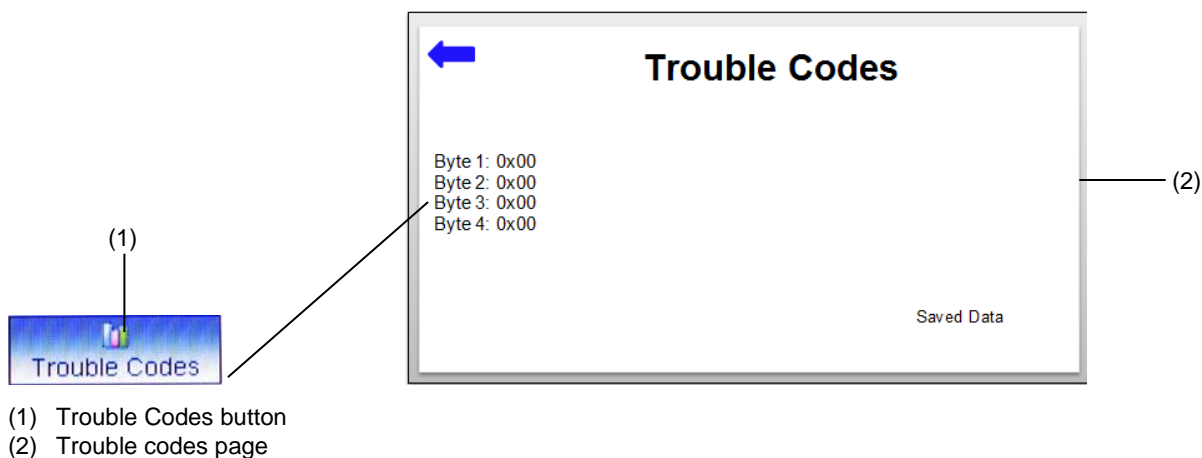 Trouble Codes
Byte 1: 0x00
Byte 2: 0x00
Byte 3: 0x00
Byte 4: 0x00
(2)
(1)
Saved Data
Trouble Codes
(1) Trouble Codes button
(2) Trouble codes page